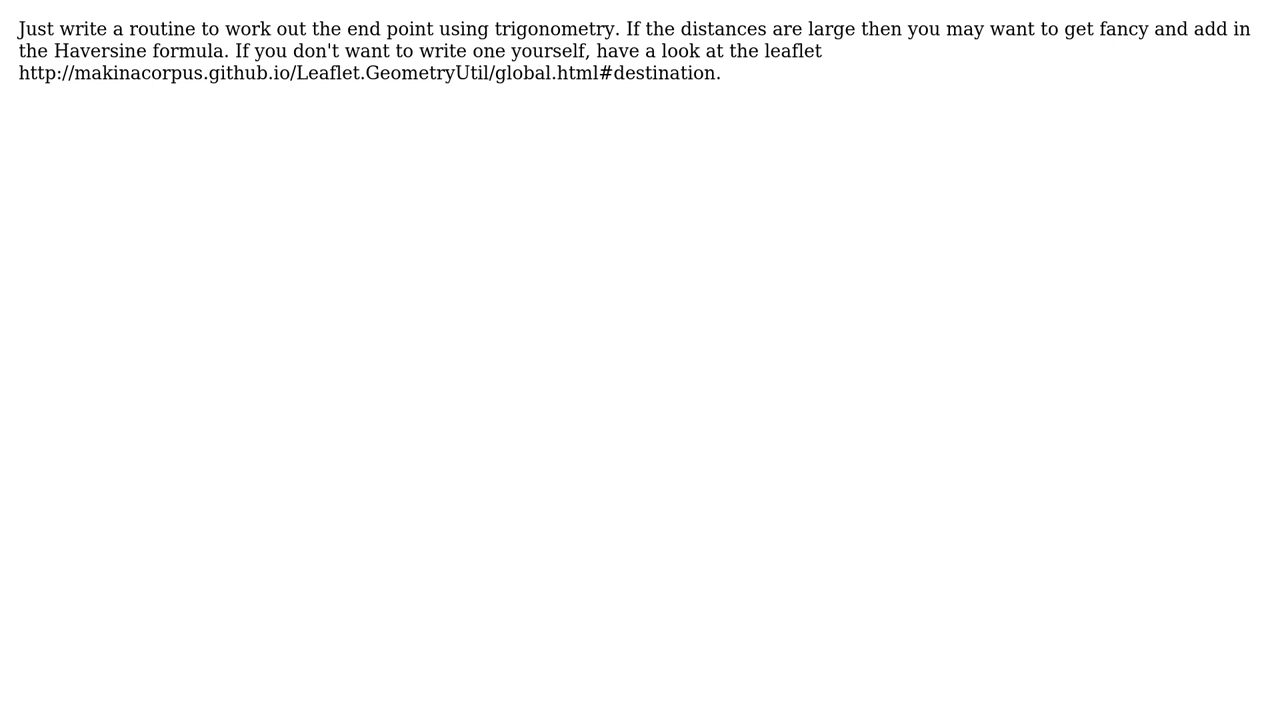 Just write a routine to work out the end point using trigonometry. If the distances are large then you may want to get fancy and add in
the Haversine formula. If you don't want to write one yourself, have a look at the leaflet
http://makinacorpus.github.io/Leaflet.GeometryUtil/global.html#destination.